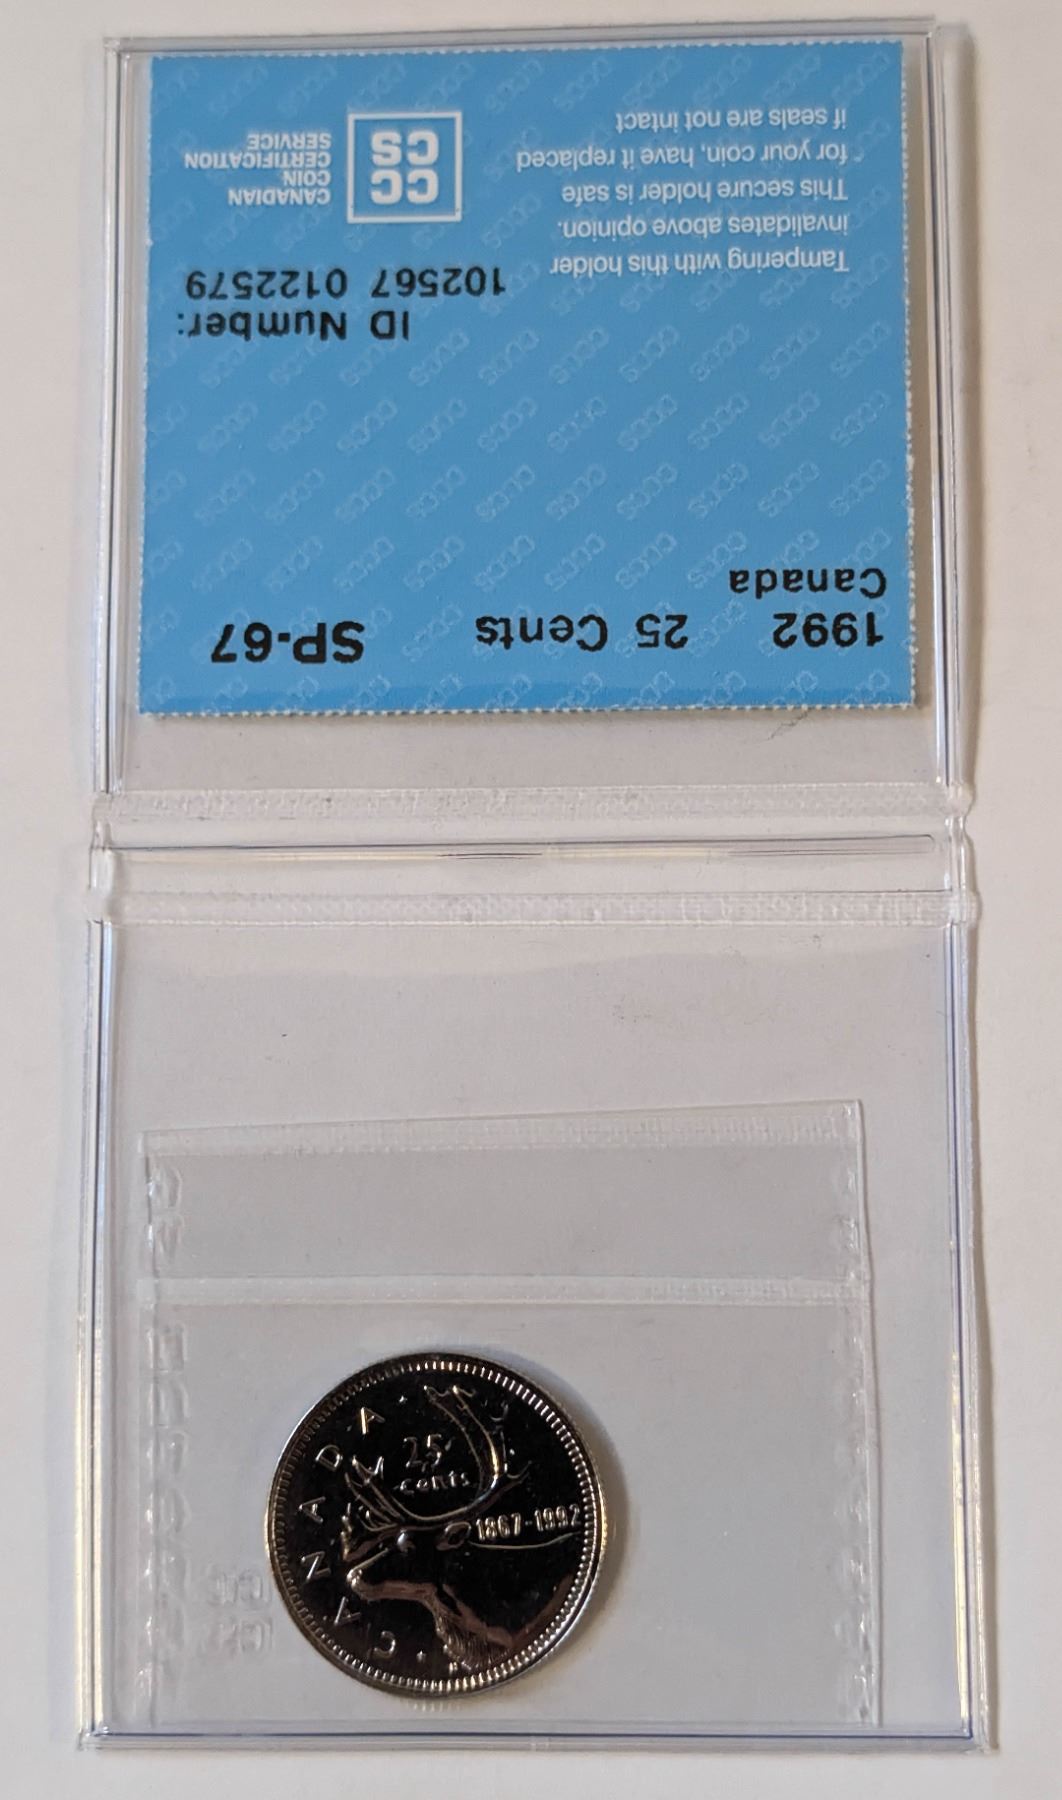 1992 25 Cents SP-67
Canada
ID Number:
102567 0122579
Tampering with this holder
invalidates above opinion.
This secure holder is safe
for your coin, have it replaced
if seals are not intact
CC
CS
CANADIAN
COIN
CERTIFICATION
SERVICE
CANADA
25
cents
1867-1992